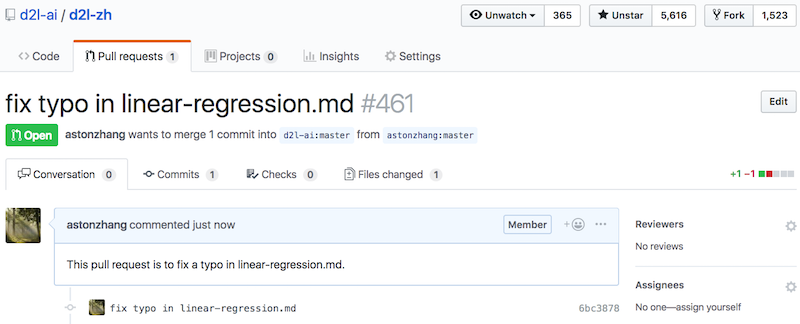 d2l-ai / d2l-zh Unwatch 365 Unstar 5,616 Fork 1,523
Code Pull requests 1 Projects 0 Insights Settings
fix typo in linear-regression.md #461 Edit
Open astonzhang wants to merge 1 commit into d2l-ai:master from astonzhang:master
Conversation 0 Commits 1 Checks 0 Files changed 1 +1 −1
astonzhang commented just now Member Reviewers
No reviews
This pull request is to fix a typo in linear-regression.md.
Assignees
fix typo in linear-regression.md 6bc3878 No one—assign yourself